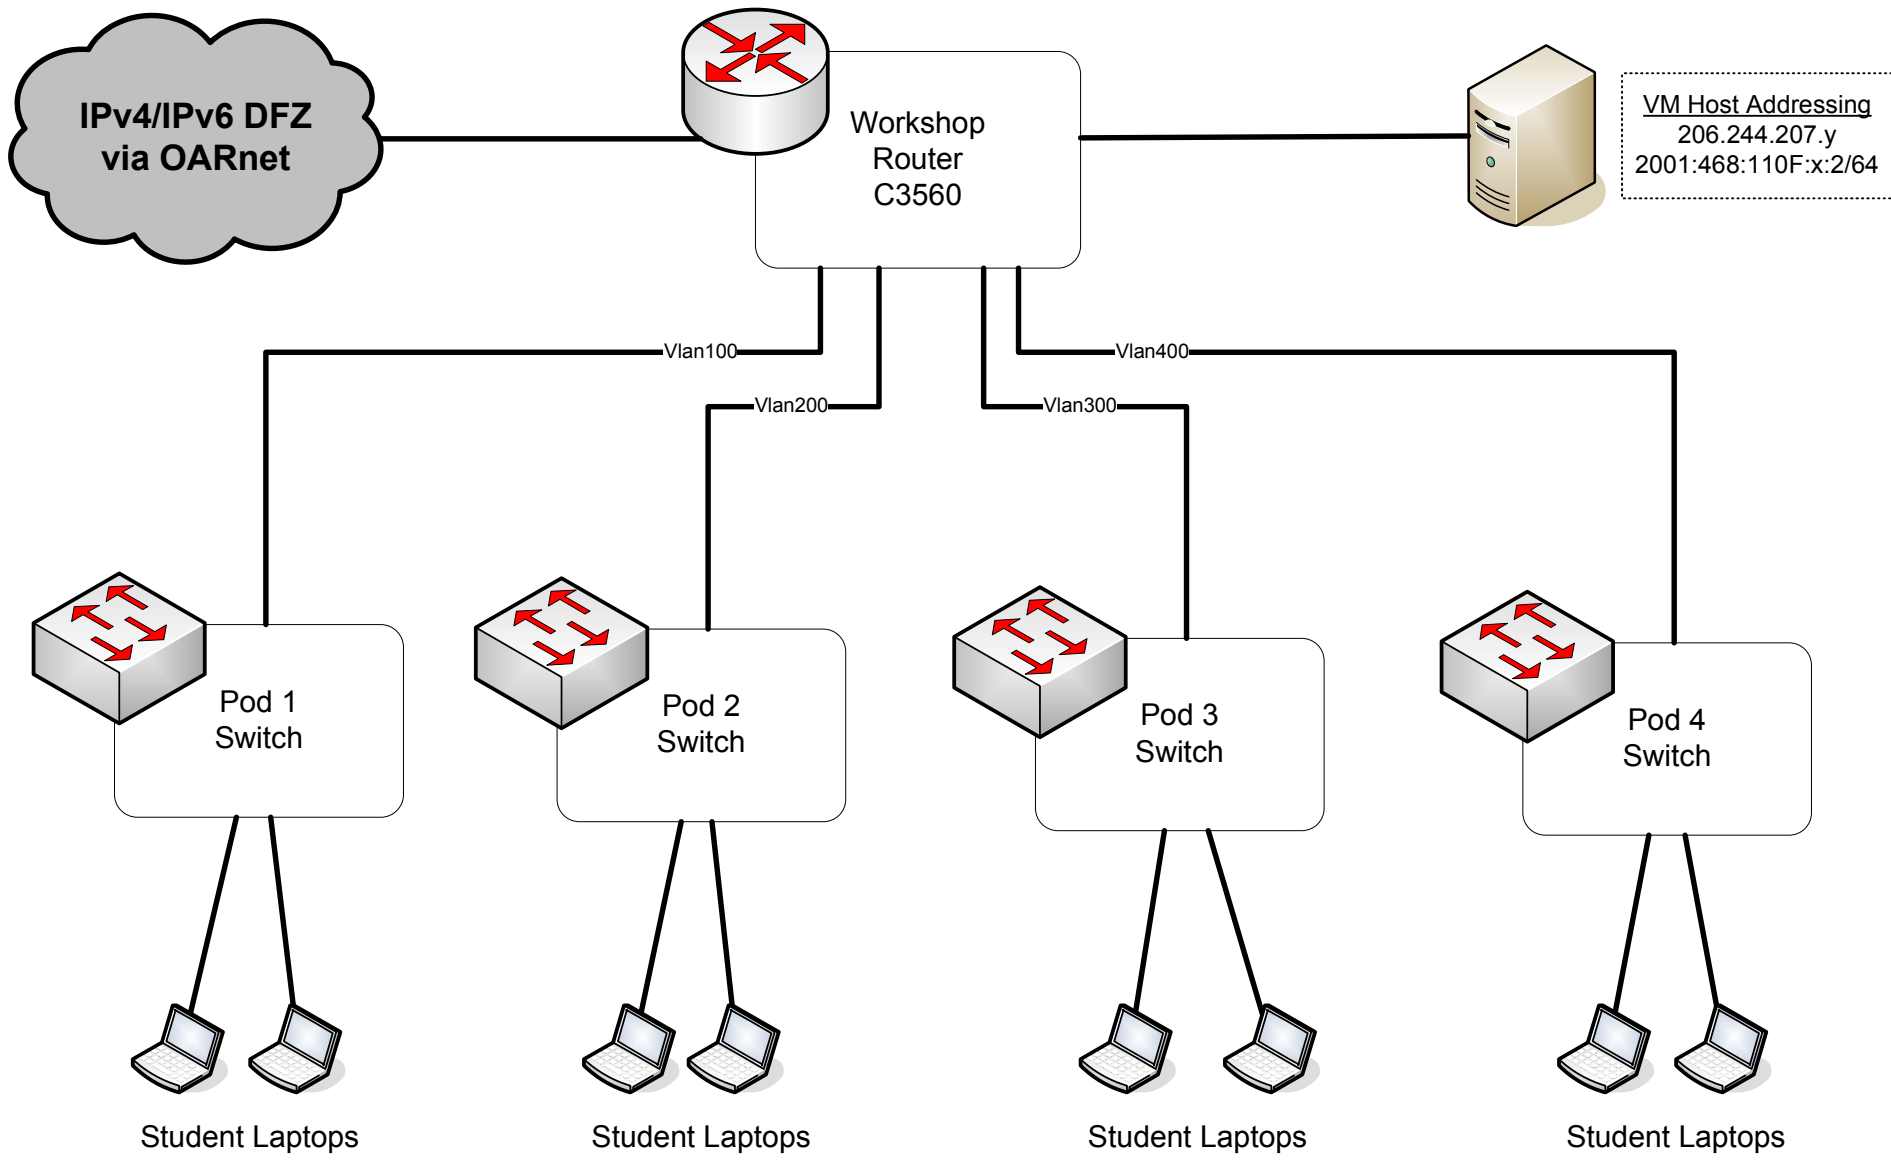 IPv4/IPv6 DFZ
via OARnet
Workshop
Router
C3560
VM Host Addressing
206.244.207.y
2001:468:110F:x:2/64
Vlan100
Vlan400
Vlan200
Vlan300
Pod 1
Switch
Pod 2
Switch
Pod 3
Switch
Pod 4
Switch
Student Laptops
Student Laptops
Student Laptops
Student Laptops